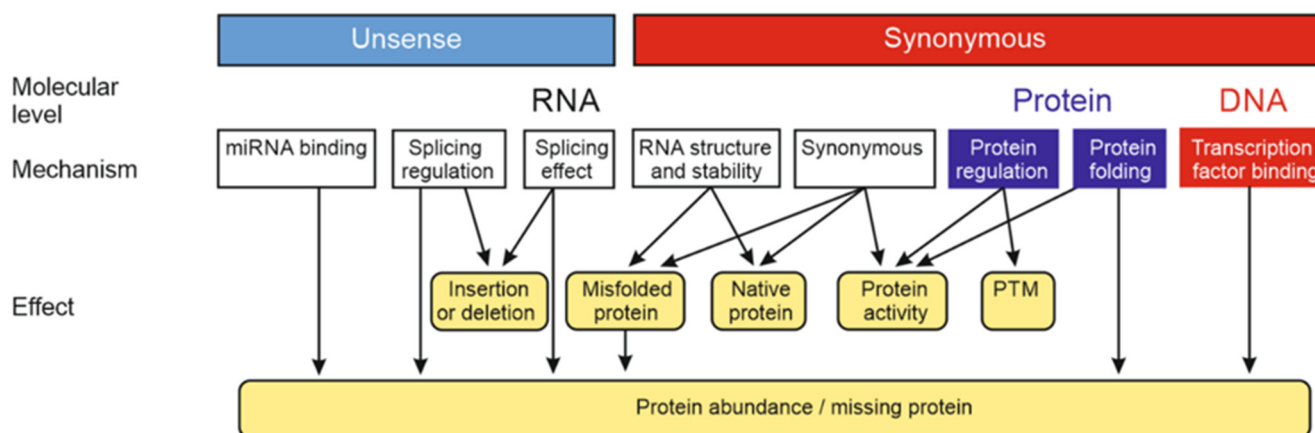 Unsense
Synonymous
Molecular
level
RNA
Protein
DNA
Mechanism
miRNA binding
Splicing
regulation
Splicing
effect
RNA structure
and stability
Synonymous
Protein
regulation
Protein
folding
Transcription
factor binding
Effect
Insertion
or deletion
Misfolded
protein
Native
protein
Protein
activity
PTM
Protein abundance / missing protein